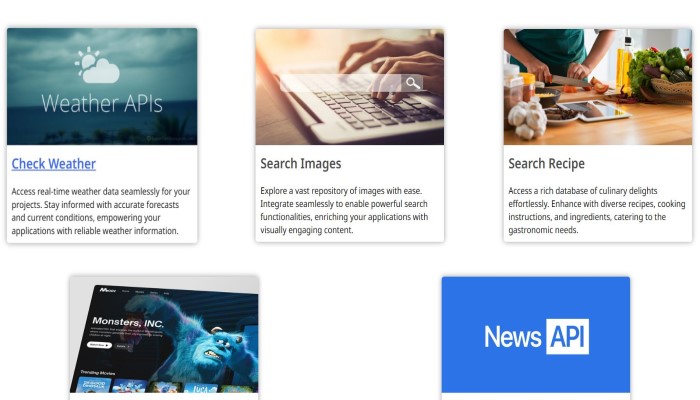 Weather APIs
Check Weather
Access real-time weather data seamlessly for your
projects. Stay informed with accurate forecasts
and current conditions, empowering your
applications with reliable weather information.
Search Images
Explore a vast repository of images with ease.
Integrate seamlessly to enable powerful search
functionalities, enriching your applications with
visually engaging content.
Search Recipe
Access a rich database of culinary delights
effortlessly. Enhance with diverse recipes, cooking
instructions, and ingredients, catering to the
gastronomic needs.
Monsters, INC.
Trending Movies
LUCA
News API